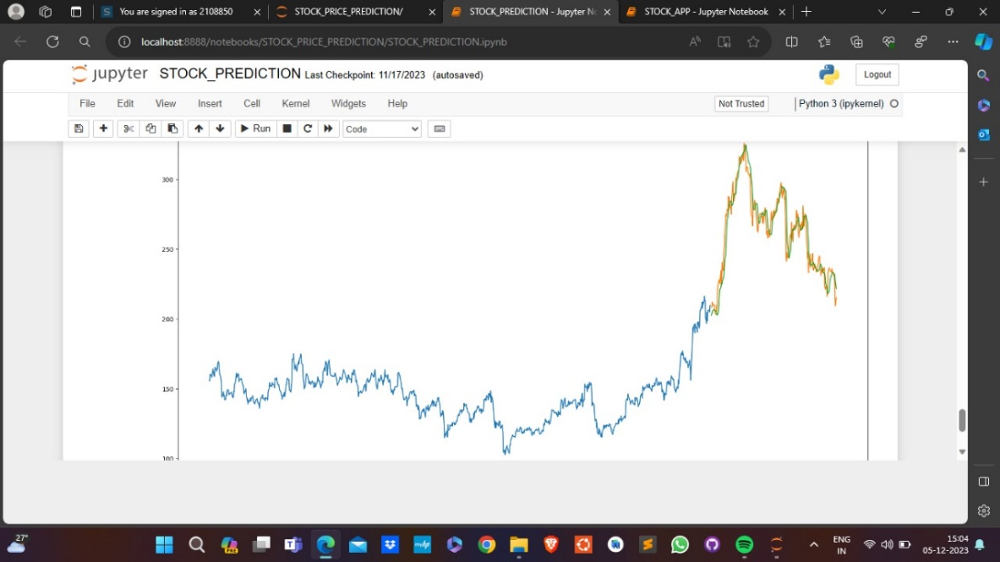 You are signed in as 2108850
STOCK_PRICE_PREDICTION/
STOCK_PREDICTION - Jupyter No
STOCK_APP - Jupyter Notebook
localhost:8888/notebooks/STOCK_PRICE_PREDICTION/STOCK_PREDICTION.ipynb
jupyter STOCK_PREDICTION Last Checkpoint: 11/17/2023 (autosaved)
Logout
File Edit View Insert Cell Kernel Widgets Help
Not Trusted
Python 3 (ipykernel)
Run
Code
300
250
200
150
100
27°
PRE
ENG
IN
15:04
05-12-2023